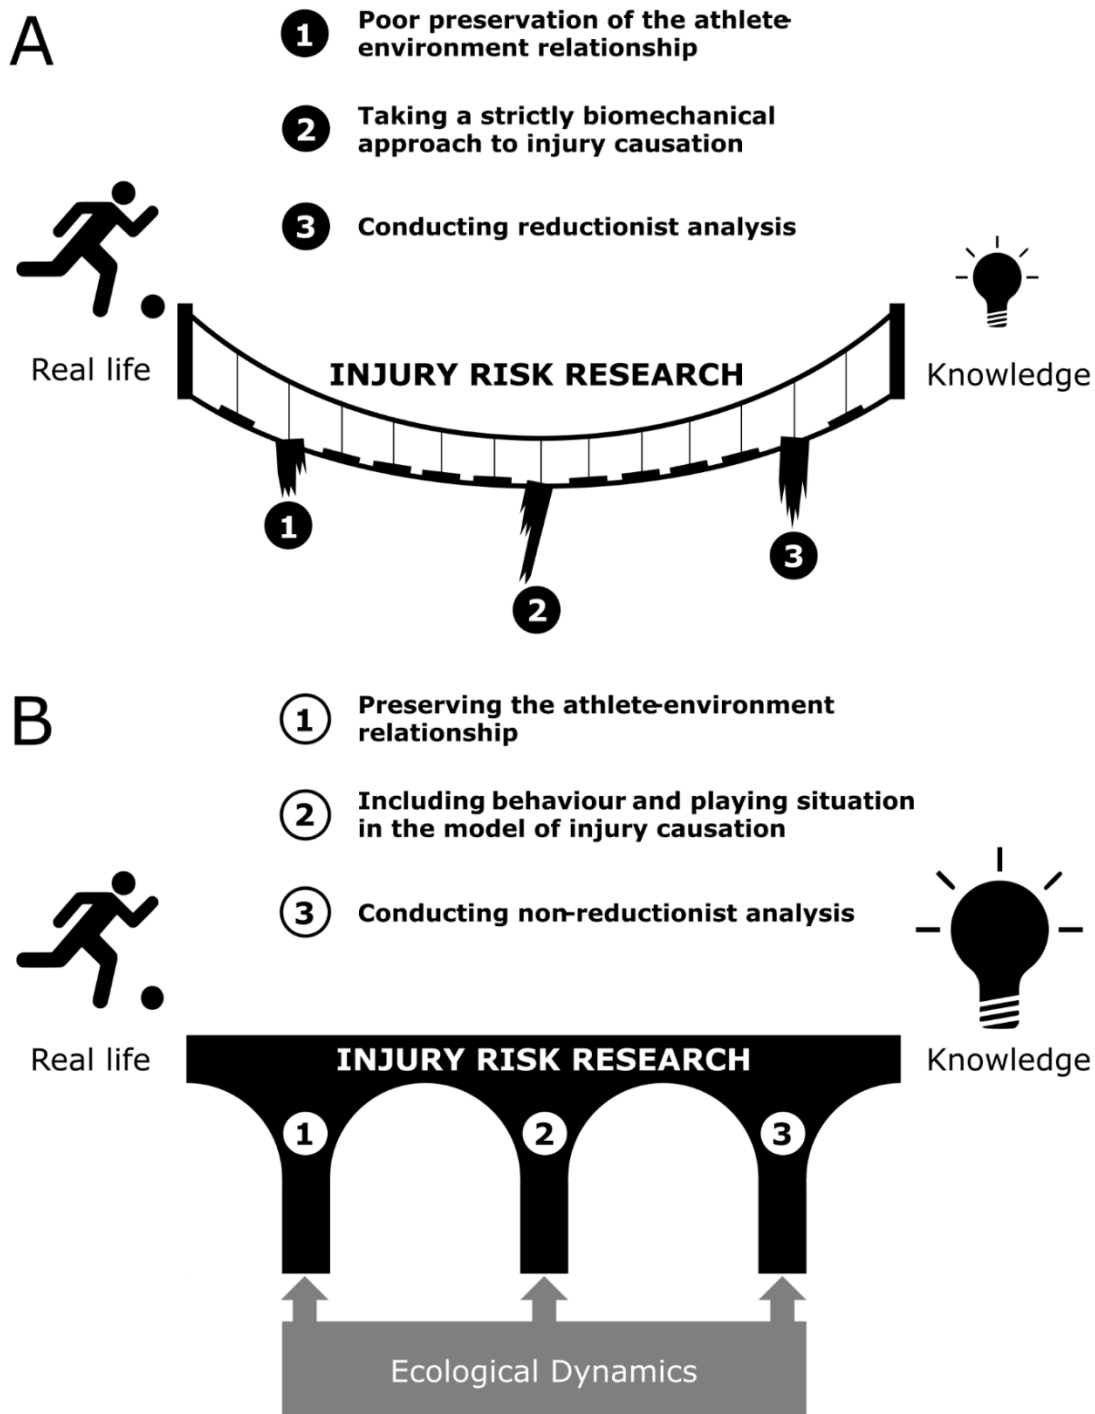 A
1 Poor preservation of the athlete-
environment relationship
2 Taking a strictly biomechanical
approach to injury causation
3 Conducting reductionist analysis
Real life
INJURY RISK RESEARCH
Knowledge
1
2
3
B
1 Preserving the athlete-environment
relationship
2 Including behaviour and playing situation
in the model of injury causation
3 Conducting non-reductionist analysis
Real life
INJURY RISK RESEARCH
Knowledge
1
2
3
Ecological Dynamics